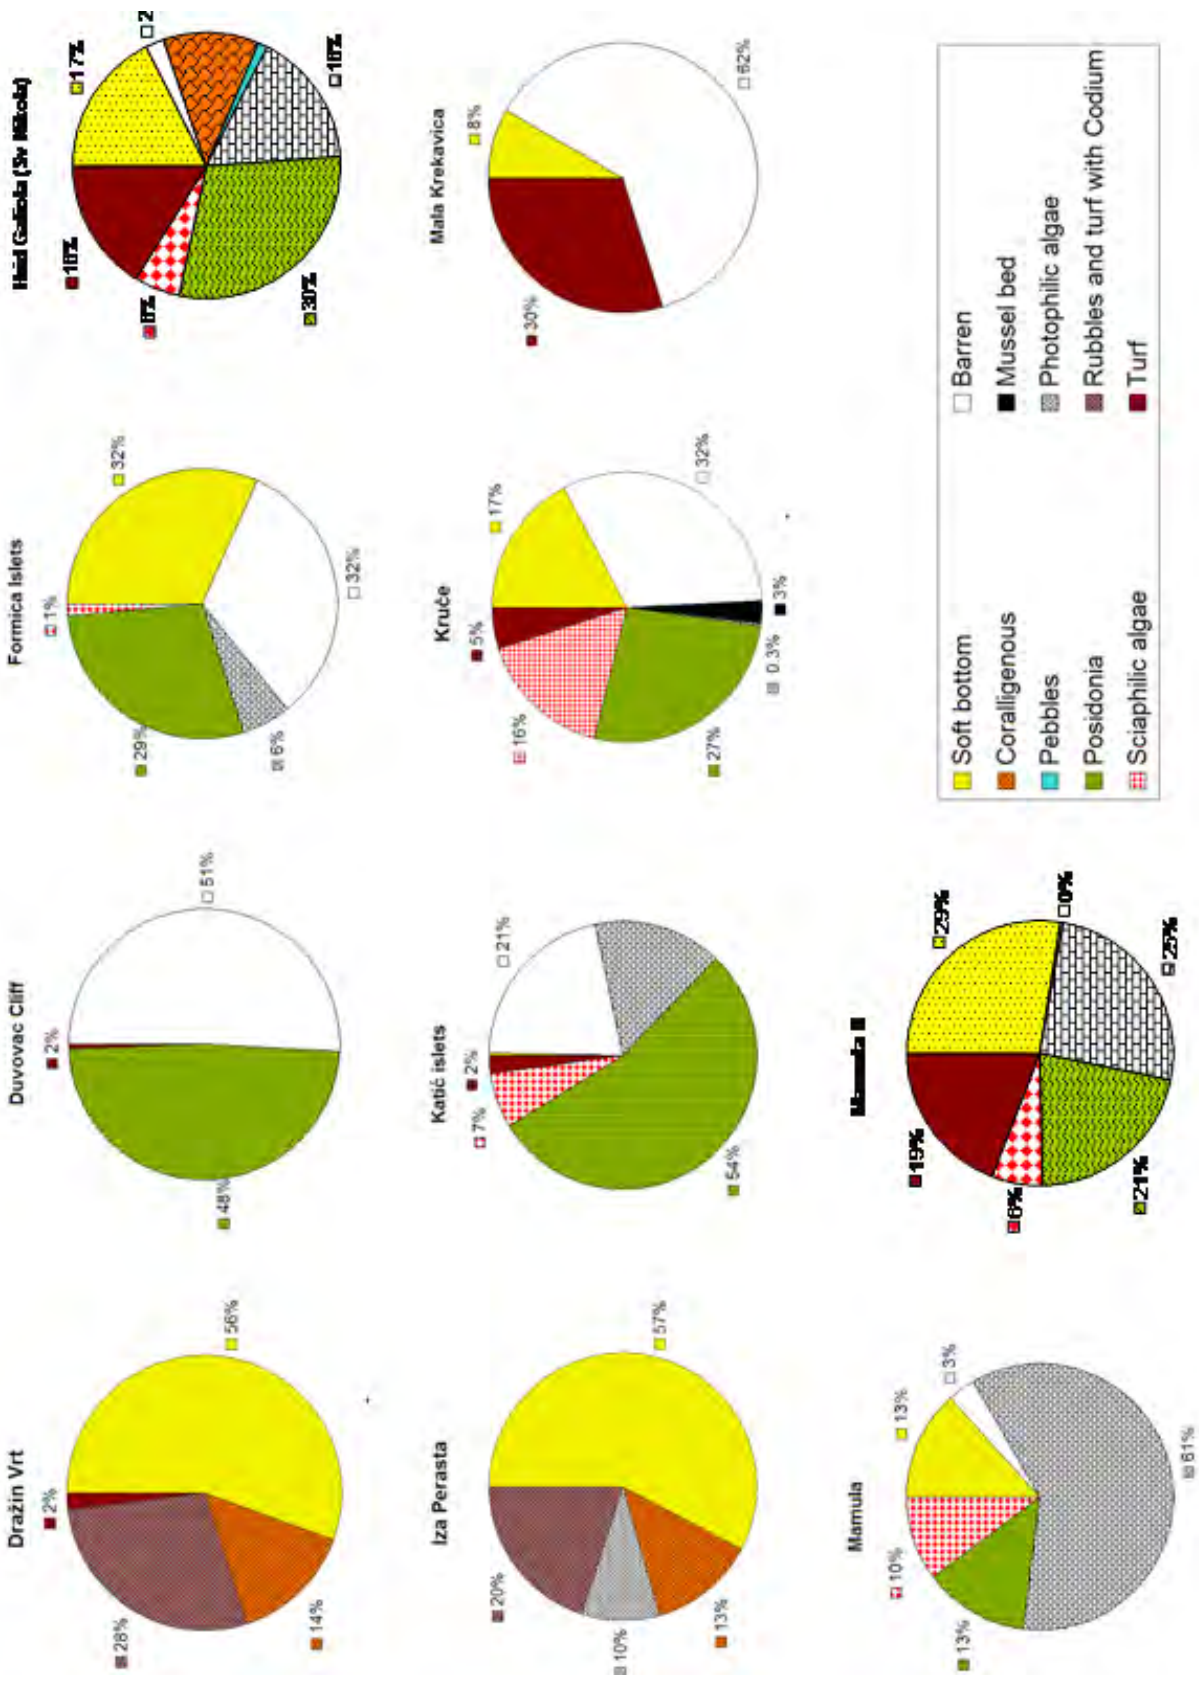 Dražin Vrt
2%
56%
28%
14%
Duvovac Cliff
2%
51%
48%
Formica Islets
1%
32%
29%
6%
32%
17%
2
16%
30%
Iza Perasta
20%
57%
10%
13%
Katič islets
7%
2%
21%
54%
Kruče
5%
17%
16%
32%
27%
0.3%
3%
Mala Krekavica
8%
30%
62%
Mamula
10%
13%
3%
13%
61%
29%
19%
0%
6%
21%
25%
Soft bottom
Barren
Coralligenous
Mussel bed
Pebbles
Photophilic algae
Posidonia
Rubbles and turf with Codium
Sciaphilic algae
Turf